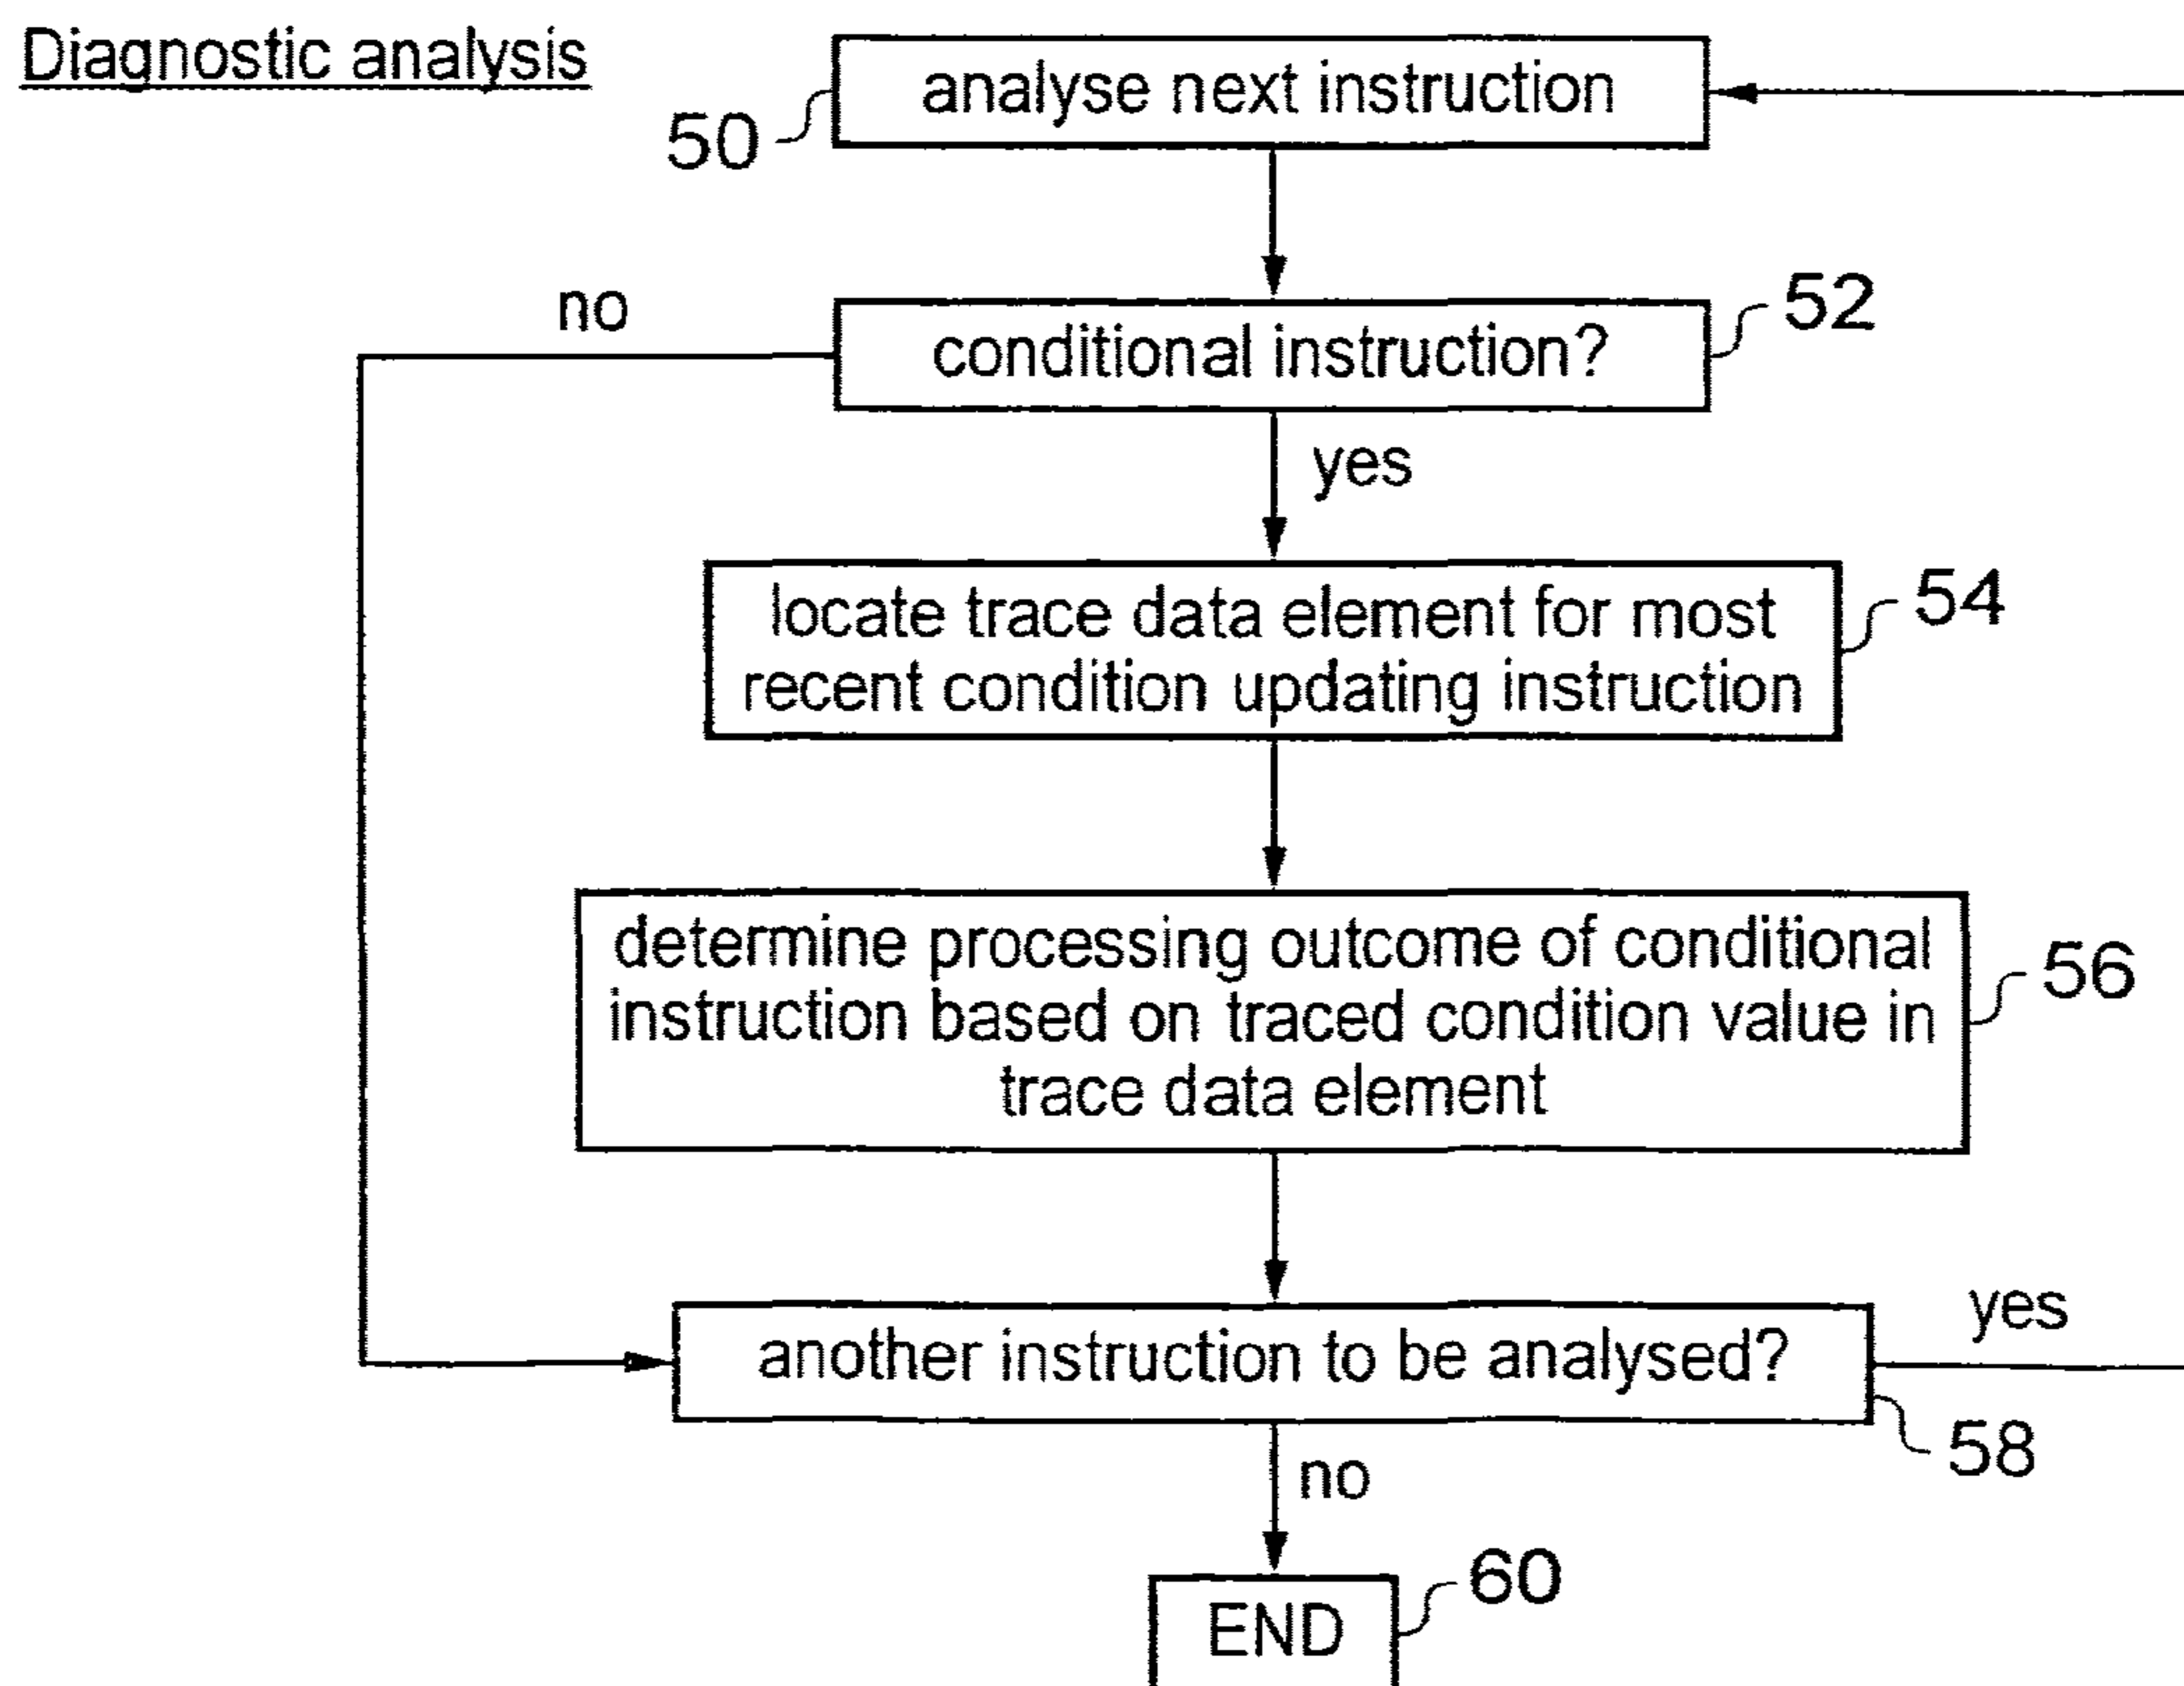 Diagnostic analysis
analyse next instruction
50
no
conditional instruction?
52
yes
locate trace data element for most
recent condition updating instruction
54
determine processing outcome of conditional
instruction based on traced condition value in
trace data element
56
another instruction to be analysed?
yes
58
no
END
60